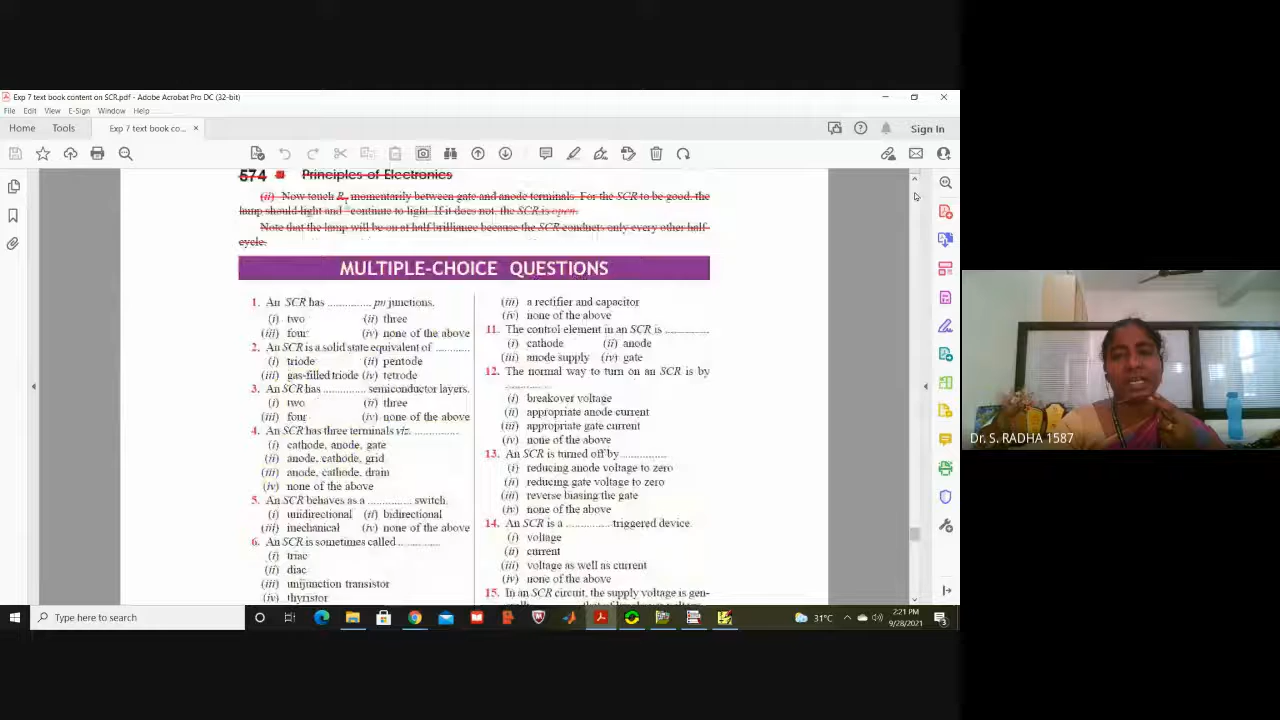 Exp 7 text book content on SCR.pdf - Adobe Acrobat Pro DC (32-bit)
File Edit View E-Sign Window Help
Home Tools Exp 7 text book co... × Sign In
574 Principles of Electronics
(ii) Now touch R momentarily between gate and anode terminals. For the SCR to be good, the
lamp should light and continue to light. If it does not, the SCR is open.
Note that the lamp will be on at half brilliance because the SCR conducts only every other half-
cycle.
MULTIPLE-CHOICE QUESTIONS
1. An SCR has .............. pn junctions.
(i) two (ii) three
(iii) four (iv) none of the above
2. An SCR is a solid state equivalent of ...........
(i) triode (ii) pentode
(iii) gas-filled triode (iv) tetrode
3. An SCR has ............. semiconductor layers.
(i) two (ii) three
(iii) four (iv) none of the above
4. An SCR has three terminals viz. ..............
(i) cathode, anode, gate
(ii) anode, cathode, grid
(iii) anode, cathode, drain
(iv) none of the above
5. An SCR behaves as a .............. switch.
(i) unidirectional (ii) bidirectional
(iii) mechanical (iv) none of the above
6. An SCR is sometimes called .............
(i) triac
(ii) diac
(iii) unijunction transistor
(iv) thyristor
(iii) a rectifier and capacitor
(iv) none of the above
11. The control element in an SCR is ..............
(i) cathode (ii) anode
(iii) anode supply (iv) gate
12. The normal way to turn on an SCR is by
..............
(i) breakover voltage
(ii) appropriate anode current
(iii) appropriate gate current
(iv) none of the above
13. An SCR is turned off by ..............
(i) reducing anode voltage to zero
(ii) reducing gate voltage to zero
(iii) reverse biasing the gate
(iv) none of the above
14. An SCR is a ............. triggered device.
(i) voltage
(ii) current
(iii) voltage as well as current
(iv) none of the above
15. In an SCR circuit, the supply voltage is gen-
Dr. S. RADHA 1587
Type here to search
31°C
2:21 PM
9/28/2021
3